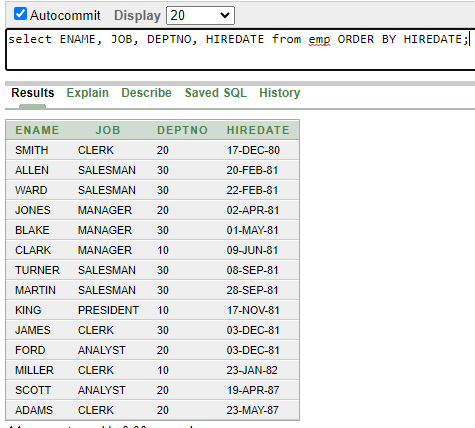 Autocommit Display 20
select ENAME, JOB, DEPTNO, HIREDATE from emp ORDER BY HIREDATE;
Results Explain Describe Saved SQL History
ENAME JOB DEPTNO HIREDATE
SMITH CLERK 20 17-DEC-80
ALLEN SALESMAN 30 20-FEB-81
WARD SALESMAN 30 22-FEB-81
JONES MANAGER 20 02-APR-81
BLAKE MANAGER 30 01-MAY-81
CLARK MANAGER 10 09-JUN-81
TURNER SALESMAN 30 08-SEP-81
MARTIN SALESMAN 30 28-SEP-81
KING PRESIDENT 10 17-NOV-81
JAMES CLERK 30 03-DEC-81
FORD ANALYST 20 03-DEC-81
MILLER CLERK 10 23-JAN-82
SCOTT ANALYST 20 19-APR-87
ADAMS CLERK 20 23-MAY-87